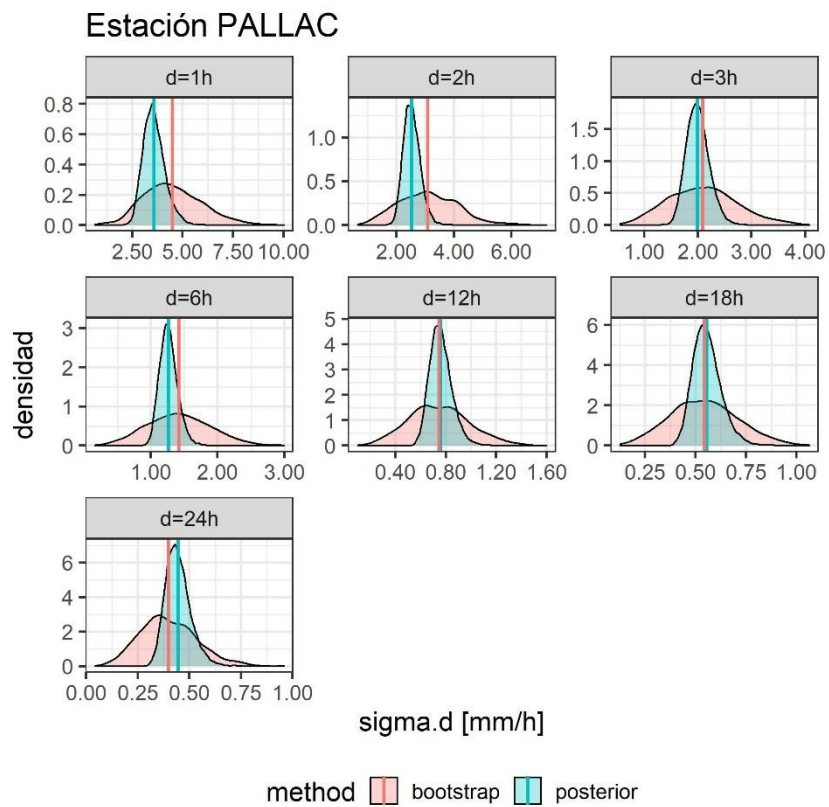 Estación PALLAC
d=1h d=2h d=3h
0.8
0.6
0.4
0.2
0.0
2.50 5.00 7.50 10.00
1.0
0.5
0.0
2.00 4.00 6.00
1.5
1.0
0.5
0.0
1.00 2.00 3.00 4.00
d=6h d=12h d=18h
3
2
1
0
1.00 2.00 3.00
5
4
3
2
1
0
0.40 0.80 1.20 1.60
6
4
2
0
0.25 0.50 0.75 1.00
d=24h
6
4
2
0
0.00 0.25 0.50 0.75 1.00
densidad
sigma.d [mm/h]
method bootstrap posterior